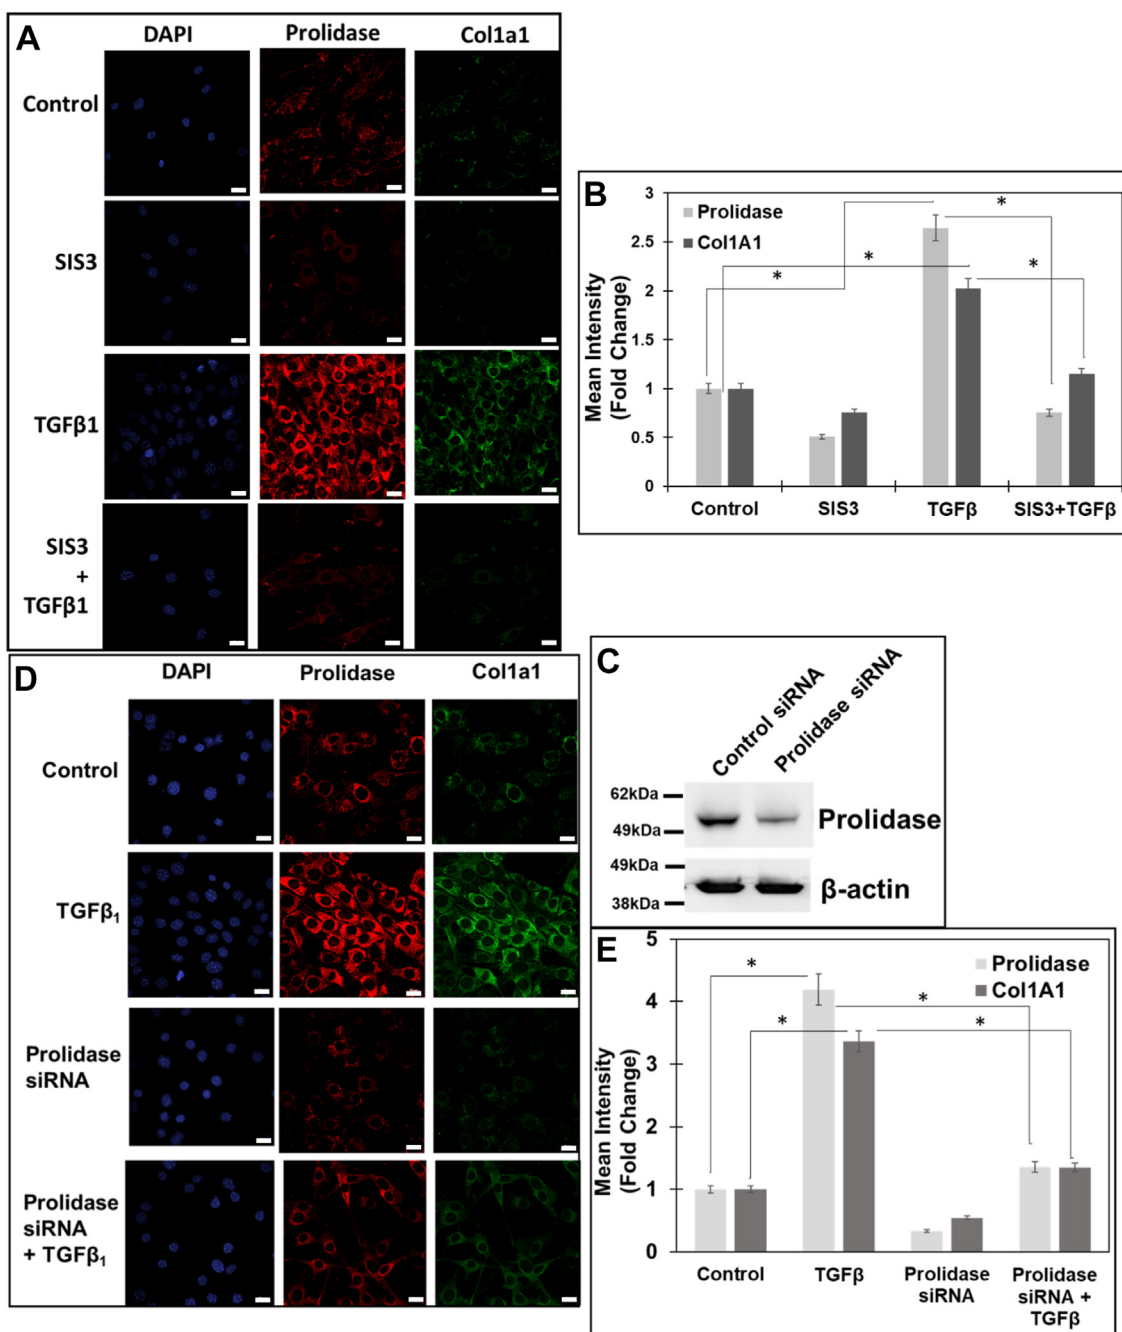 A
DAPI Prolidase Col1a1
Control
SIS3
TGFβ1
SIS3
+
TGFβ1
B
Prolidase
Col1A1
Mean Intensity
(Fold Change)
3
2.5
2
1.5
1
0.5
0
* * * *
Control SIS3 TGFβ SIS3+TGFβ
D
DAPI Prolidase Col1a1
Control
TGFβ₁
Prolidase
siRNA
Prolidase
siRNA
+ TGFβ₁
C
Control siRNA
Prolidase siRNA
62kDa
49kDa
Prolidase
49kDa
38kDa
β-actin
E
Prolidase
Col1A1
Mean Intensity
(Fold Change)
5
4
3
2
1
0
* * * *
Control TGFβ Prolidase Prolidase
siRNA siRNA +
TGFβ